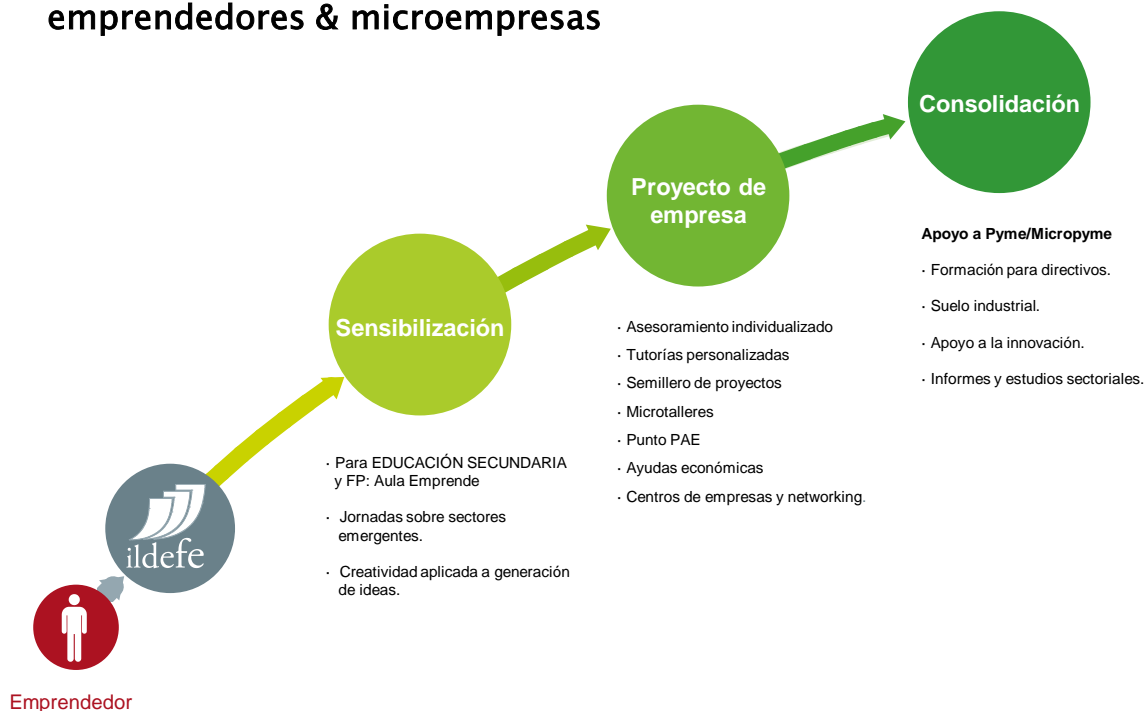 emprendedores & microempresas
Consolidación
Proyecto de
empresa
Apoyo a Pyme/Micropyme
· Formación para directivos.
· Suelo industrial.
· Apoyo a la innovación.
· Informes y estudios sectoriales.
Sensibilización
· Asesoramiento individualizado
· Tutorías personalizadas
· Semillero de proyectos
· Microtalleres
· Punto PAE
· Ayudas económicas
· Centros de empresas y networking.
· Para EDUCACIÓN SECUNDARIA
y FP: Aula Emprende
· Jornadas sobre sectores
emergentes.
· Creatividad aplicada a generación
de ideas.
ildefe
Emprendedor